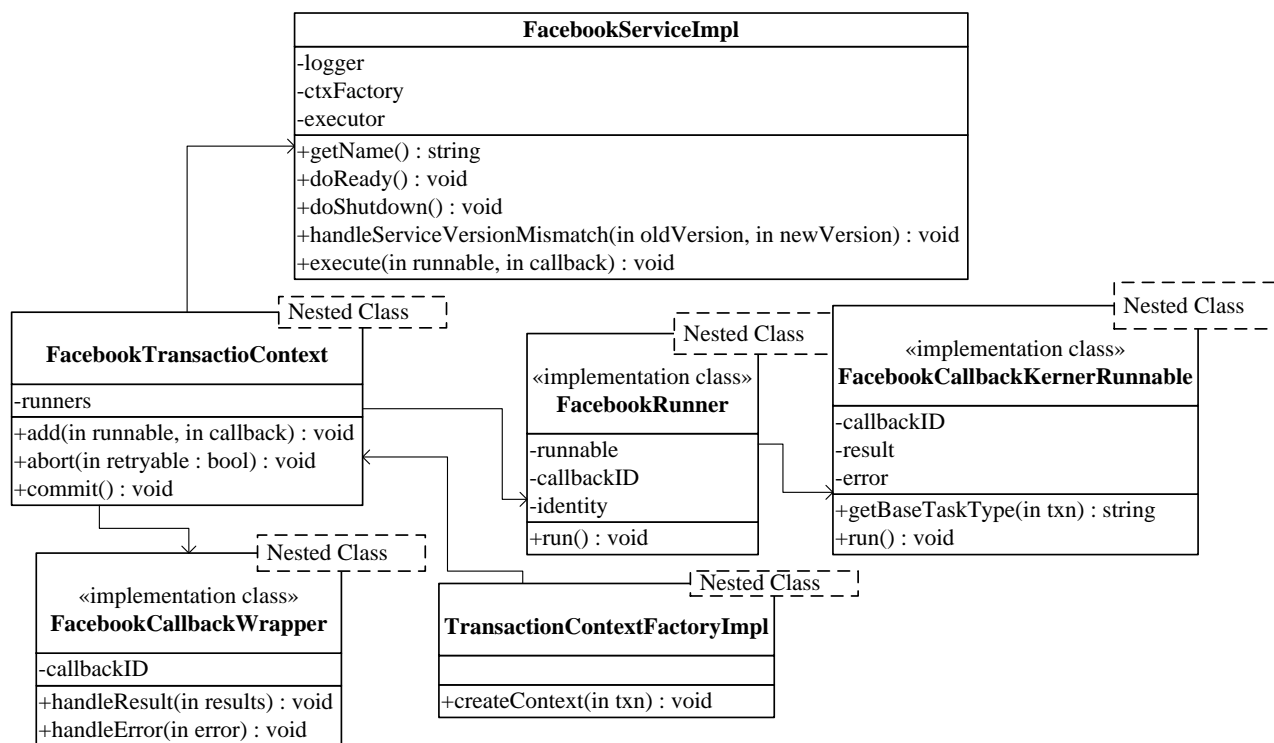 FacebookServiceImpl
-logger
-ctxFactory
-executor
+getName() : string
+doReady() : void
+doShutdown() : void
+handleServiceVersionMismatch(in oldVersion, in newVersion) : void
+execute(in runnable, in callback) : void
Nested Class
FacebookTransactioContext
-runners
+add(in runnable, in callback) : void
+abort(in retryable : bool) : void
+commit() : void
Nested Class
«implementation class»
FacebookRunner
-runnable
-callbackID
-identity
+run() : void
Nested Class
«implementation class»
FacebookCallbackKernerRunnable
-callbackID
-result
-error
+getBaseTaskType(in txn) : string
+run() : void
Nested Class
«implementation class»
FacebookCallbackWrapper
-callbackID
+handleResult(in results) : void
+handleError(in error) : void
Nested Class
TransactionContextFactoryImpl
+createContext(in txn) : void